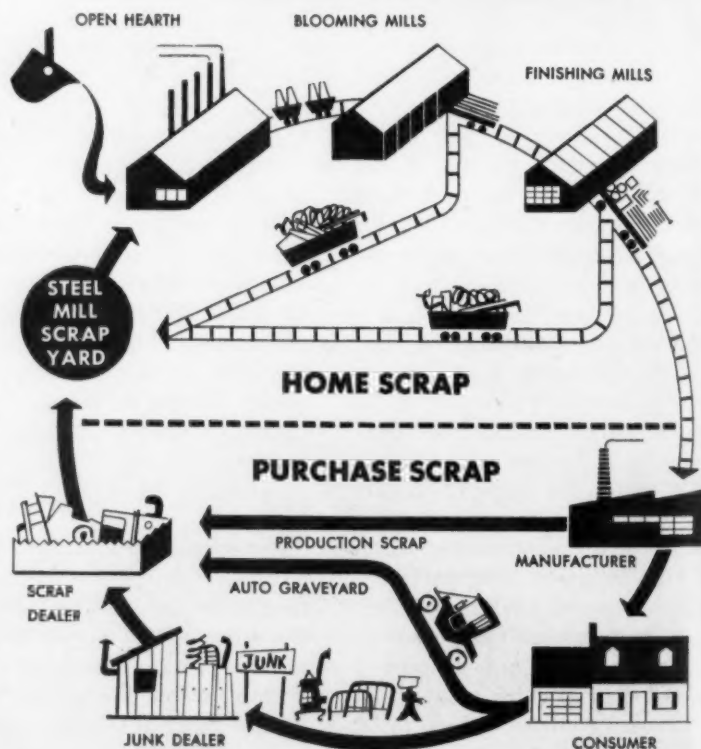 OPEN HEARTH
BLOOMING MILLS
FINISHING MILLS
STEEL
MILL
SCRAP
YARD
HOME SCRAP
PURCHASE SCRAP
PRODUCTION SCRAP
MANUFACTURER
AUTO GRAVEYARD
SCRAP
DEALER
JUNK
JUNK DEALER
CONSUMER